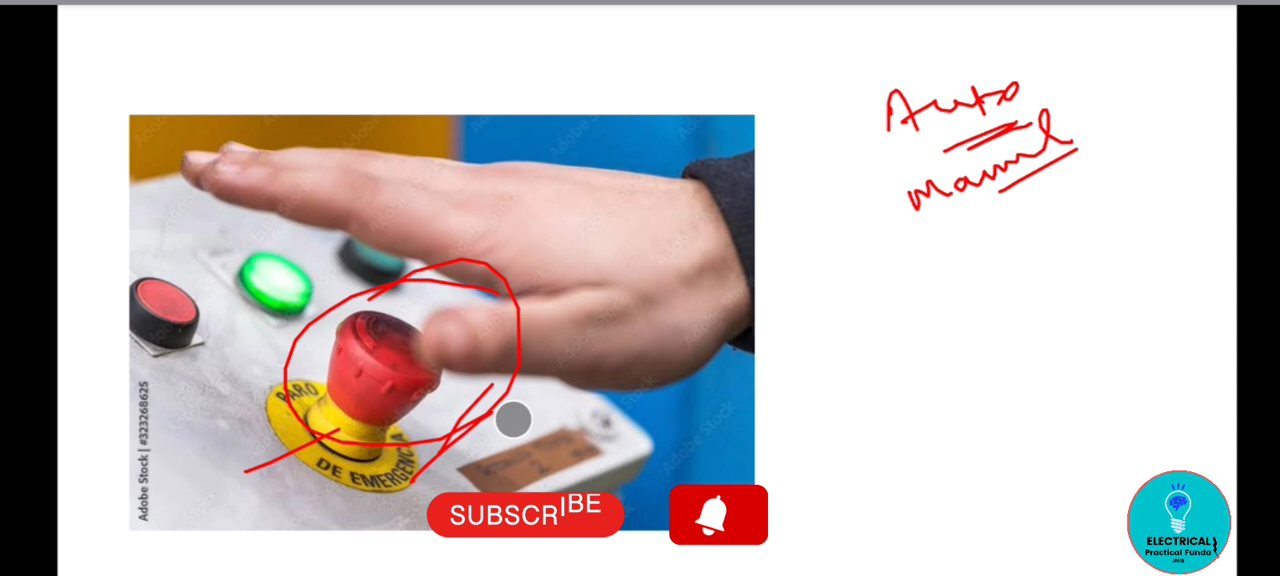 Auto
Manual
PARO
DE EMERGENCIA
Adobe Stock | #323268625
SUBSCRIBE
ELECTRICAL
Practical Funda